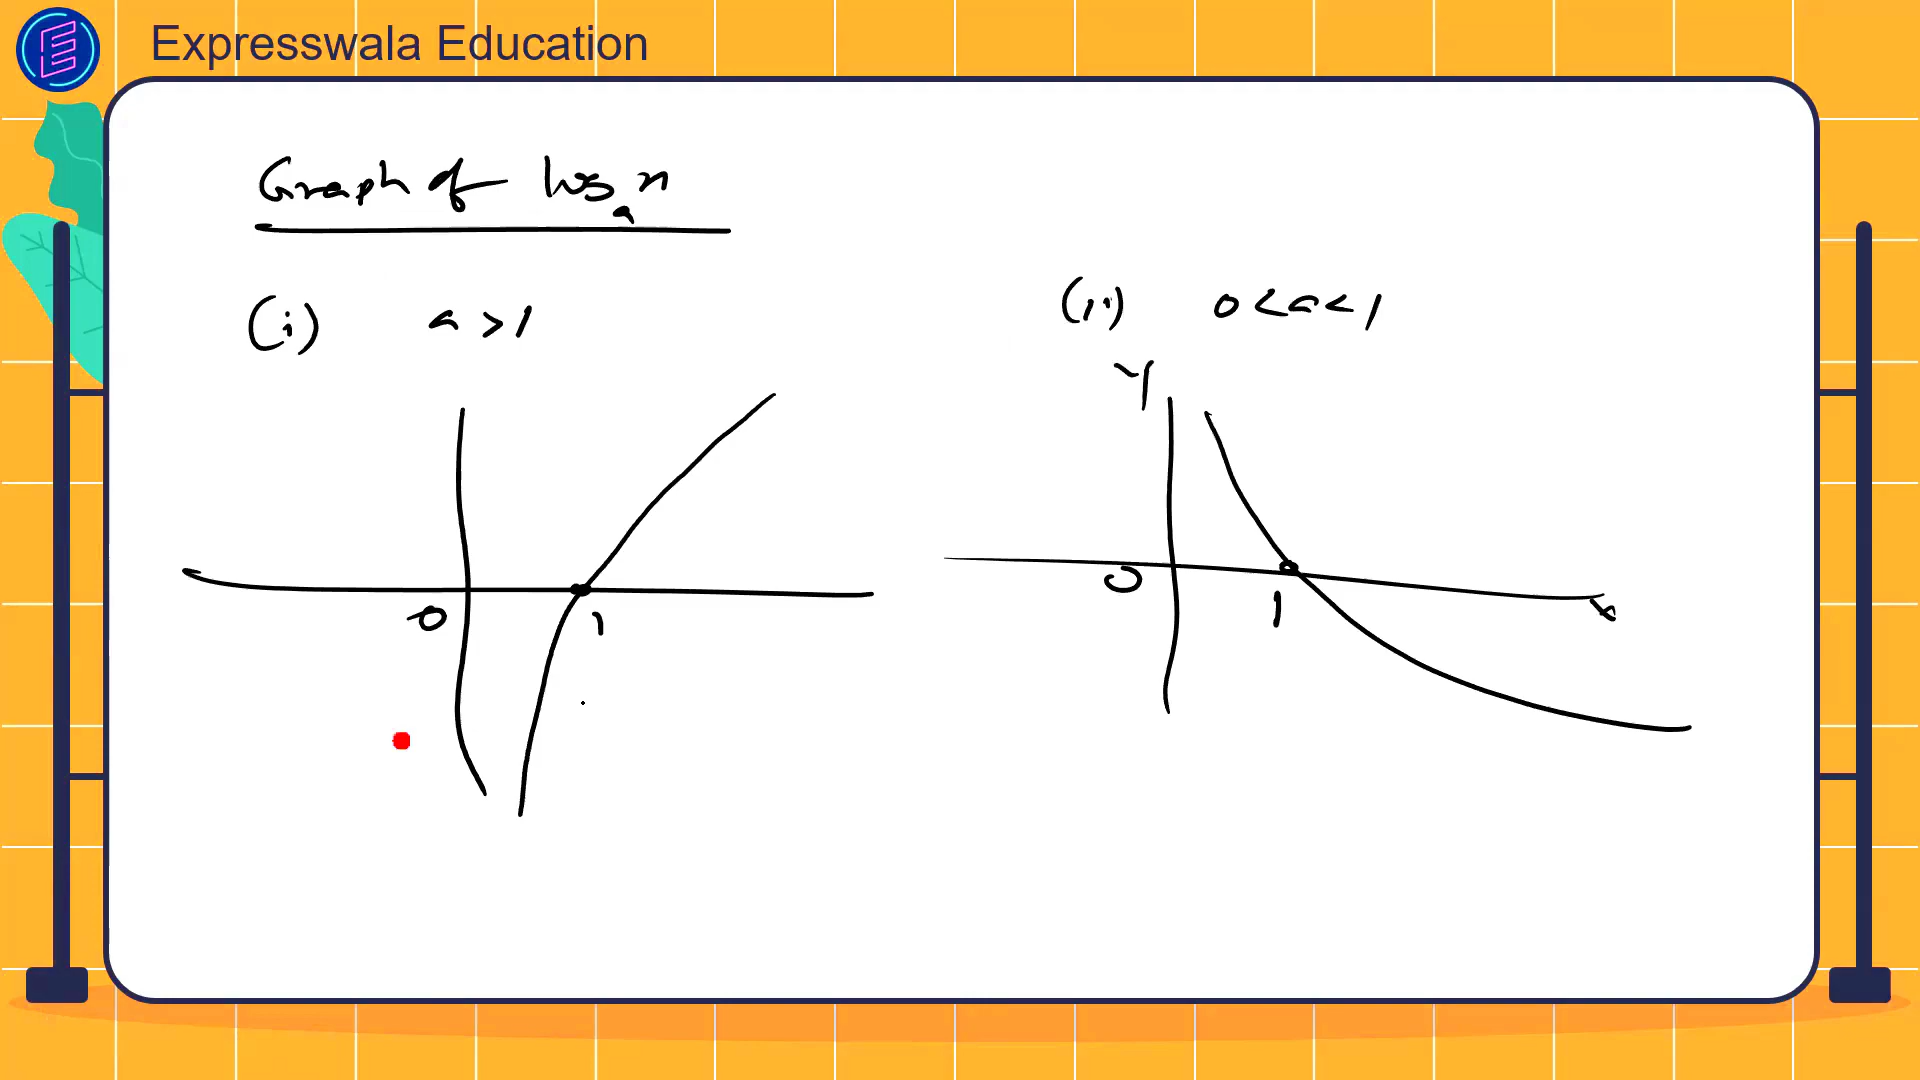 Expresswala Education
Graph of log_a x
(i) a > 1
(ii) 0 < a < 1
Y
0 1
0 1 x